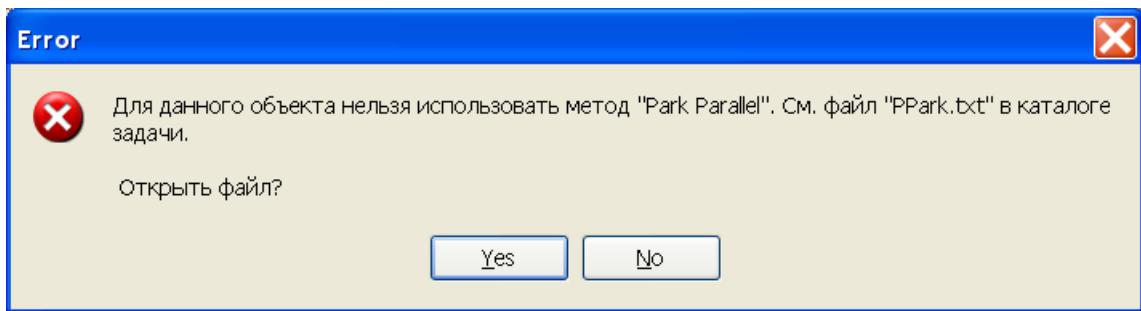 Error
Для данного объекта нельзя использовать метод "Park Parallel". См. файл "PPark.txt" в каталоге
задачи.
Открыть файл?
Yes
No